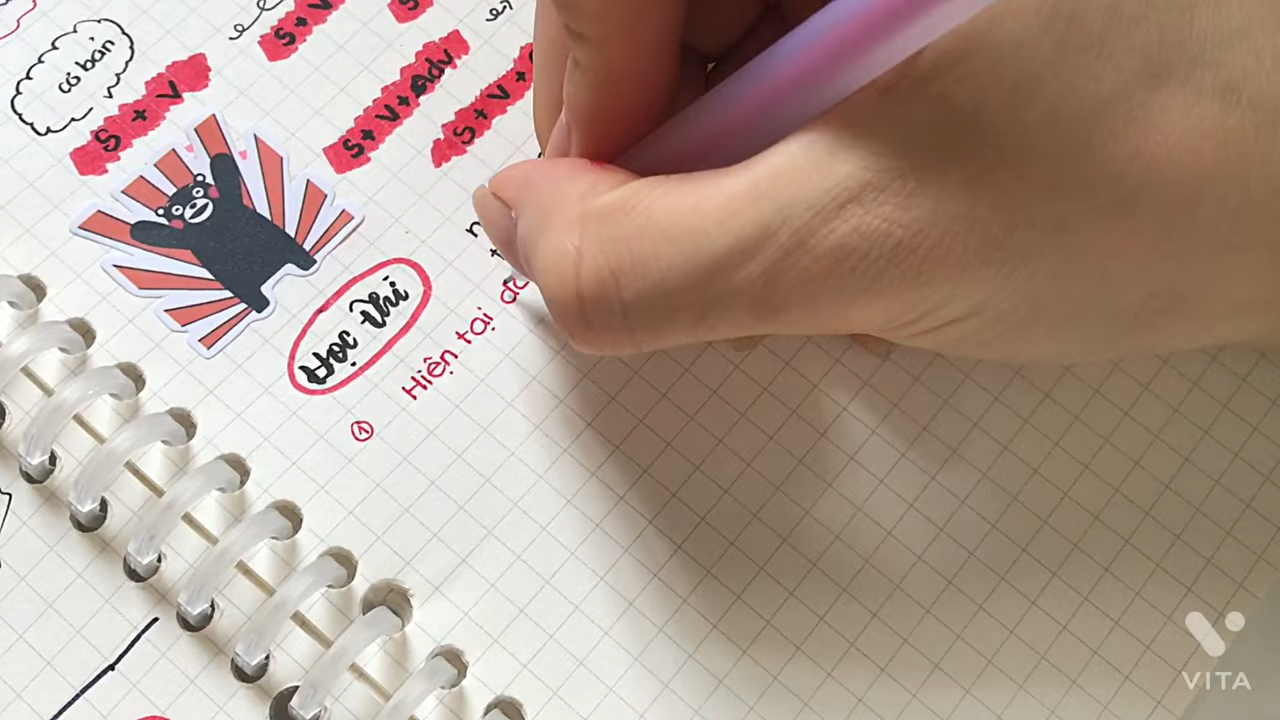 cơ bản
S + V
S + V
S + V + Adv
S + V +
Học thì
① Hiện tại
VITA